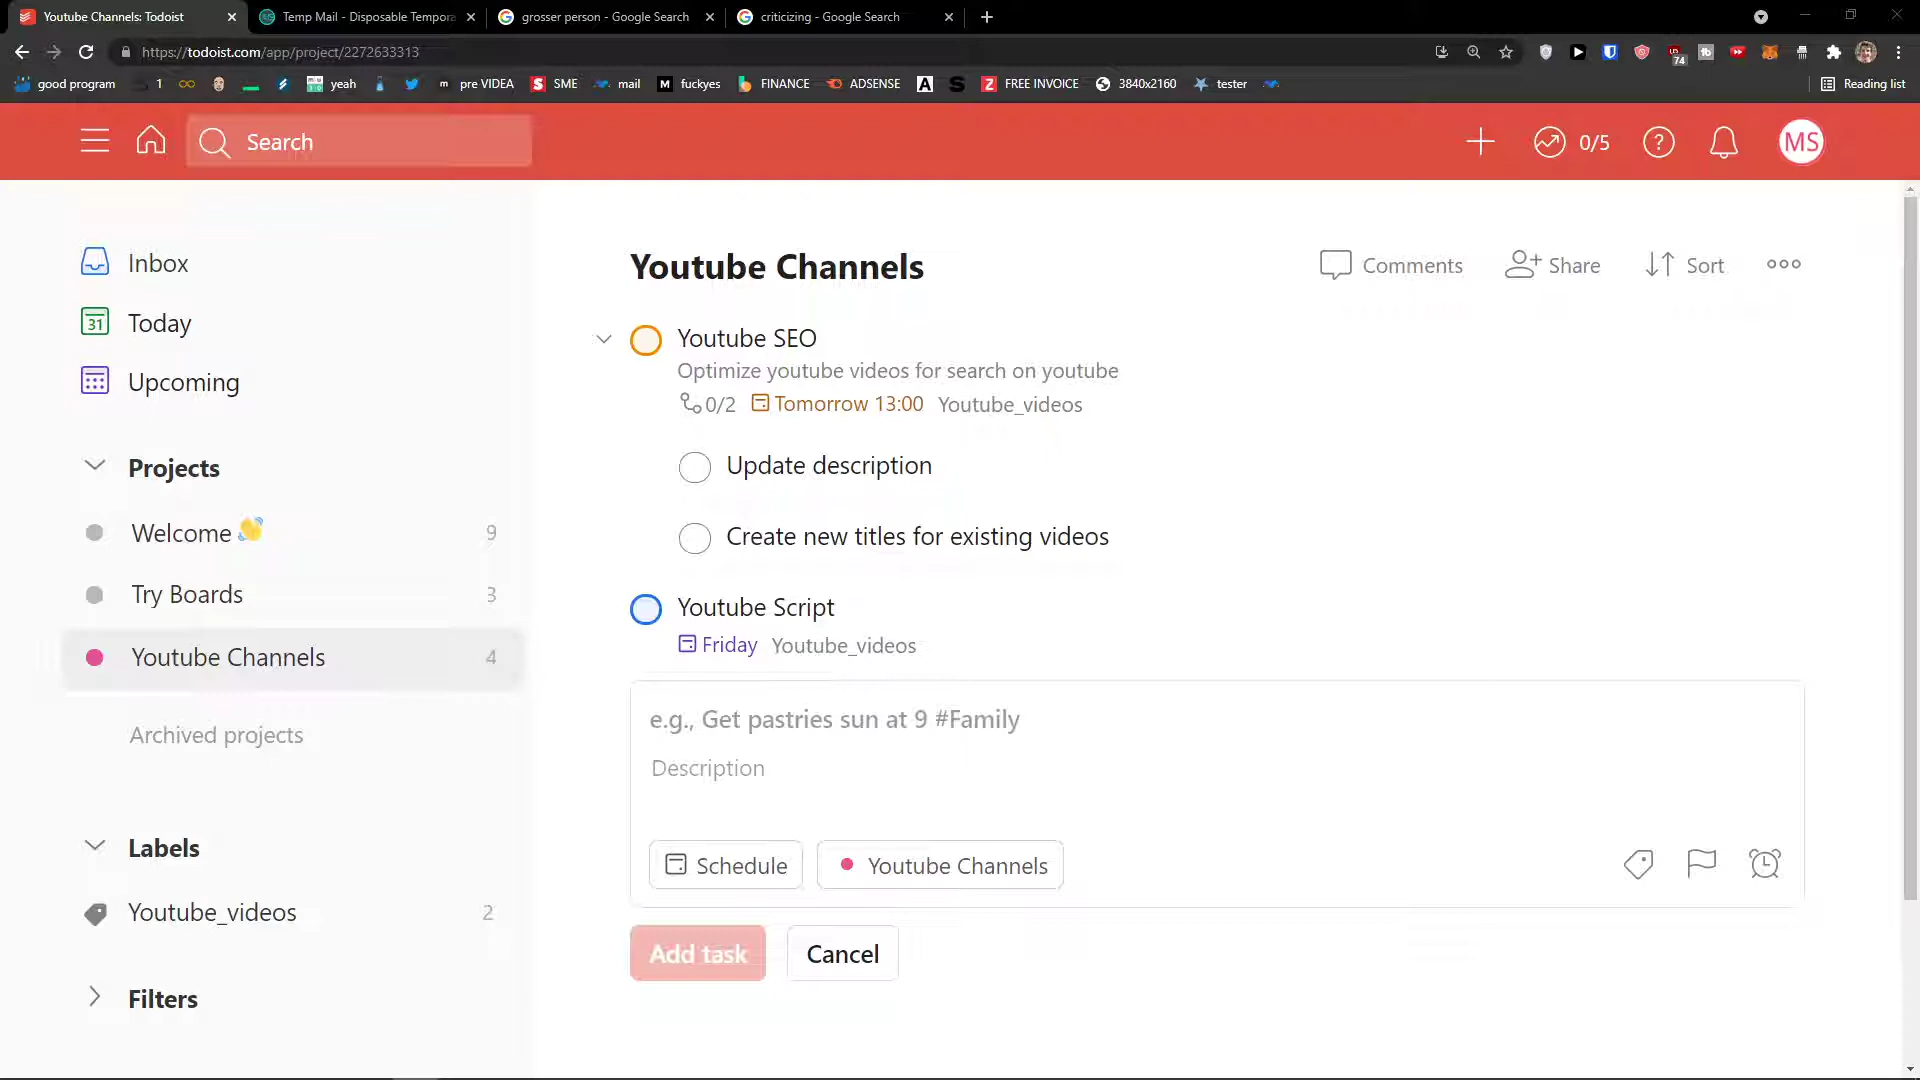 Youtube Channels: Todoist
Temp Mail - Disposable Tempora
grosser person - Google Search
criticizing - Google Search
https://todoist.com/app/project/2272633313
74
good program
1
yeah
pre VIDEA
SME
mail
fuckyes
FINANCE
ADSENSE
FREE INVOICE
3840x2160
tester
Reading list
Search
0/5
MS
Inbox
31
Today
Upcoming
Projects
Welcome 👋
9
Try Boards
3
Youtube Channels
4
Archived projects
Labels
Youtube_videos
2
Filters
Youtube Channels
Comments
Share
Sort
Youtube SEO
Optimize youtube videos for search on youtube
0/2
Tomorrow 13:00
Youtube_videos
Update description
Create new titles for existing videos
Youtube Script
Friday
Youtube_videos
e.g., Get pastries sun at 9 #Family
Description
Schedule
Youtube Channels
Add task
Cancel